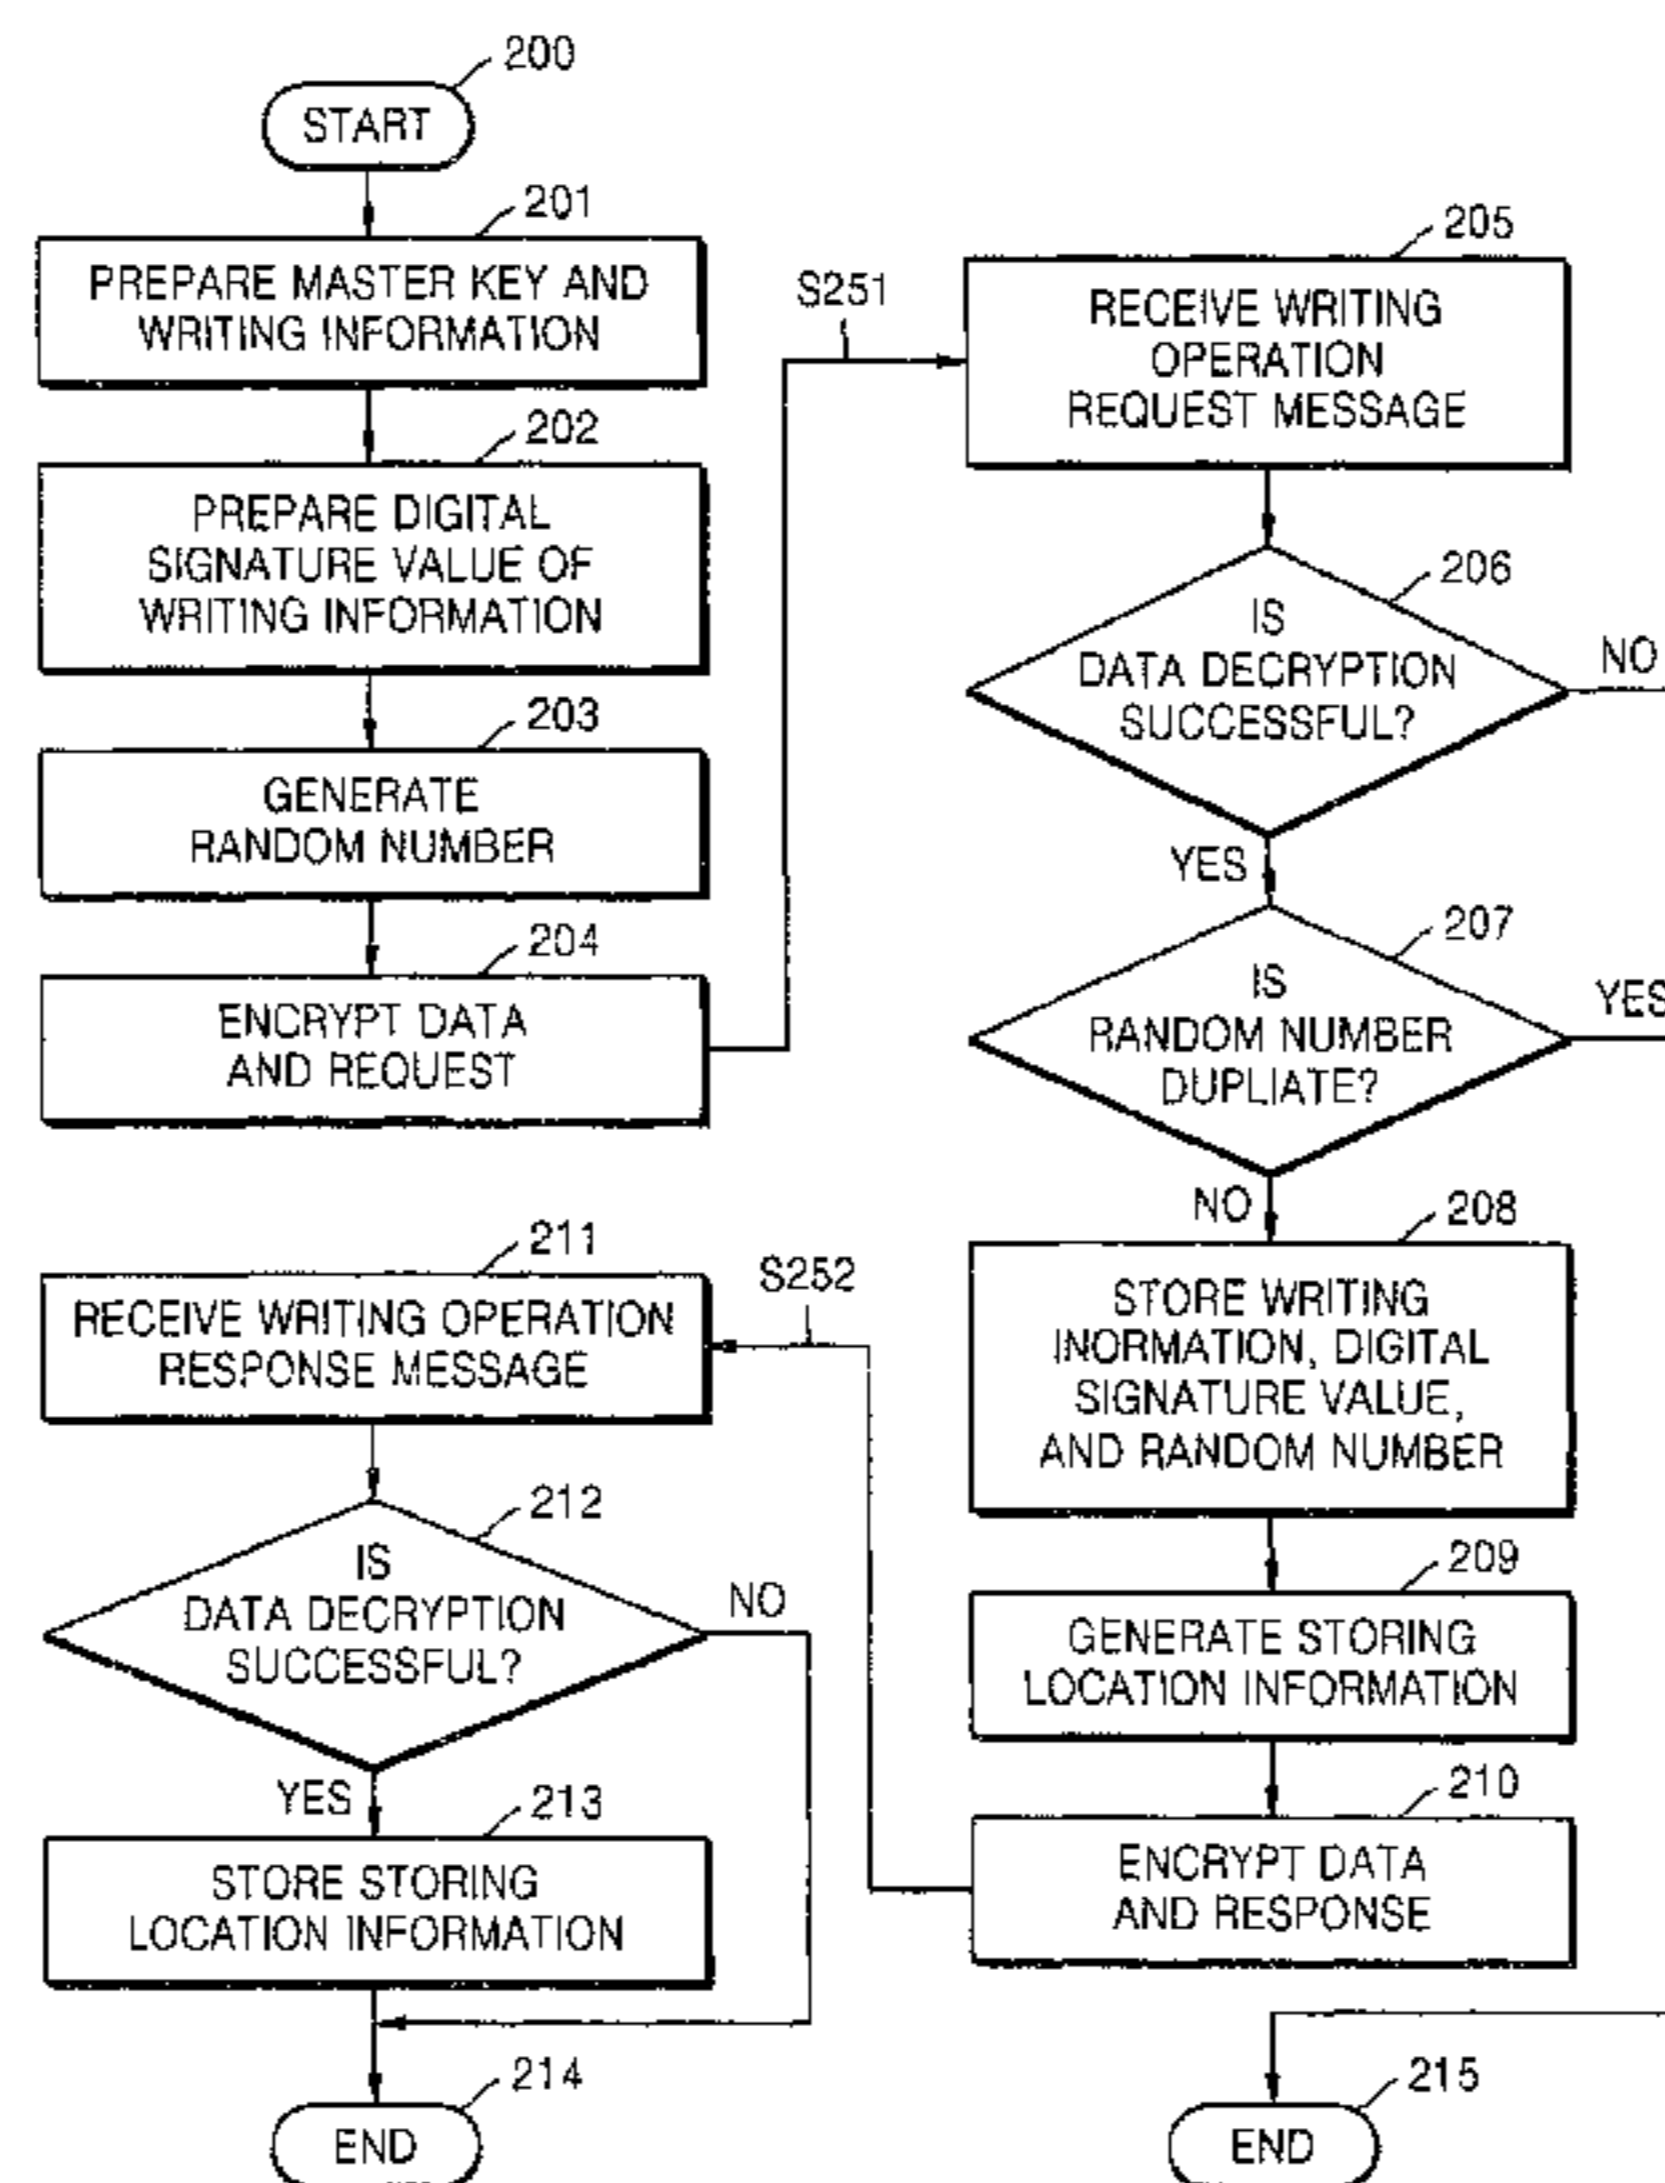 200
START
201
PREPARE MASTER KEY AND
WRITING INFORMATION
202
PREPARE DIGITAL
SIGNATURE VALUE OF
WRITING INFORMATION
203
GENERATE
RANDOM NUMBER
204
ENCRYPT DATA
AND REQUEST
S251
205
RECEIVE WRITING
OPERATION
REQUEST MESSAGE
206
IS
DATA DECRYPTION
SUCCESSFUL?
NO
YES
207
IS
RANDOM NUMBER
DUPLIATE?
YES
NO
208
STORE WRITING
INORMATION, DIGITAL
SIGNATURE VALUE,
AND RANDOM NUMBER
209
GENERATE STORING
LOCATION INFORMATION
210
ENCRYPT DATA
AND RESPONSE
S252
211
RECEIVE WRITING OPERATION
RESPONSE MESSAGE
212
IS
DATA DECRYPTION
SUCCESSFUL?
NO
YES
213
STORE STORING
LOCATION INFORMATION
214
END
215
END